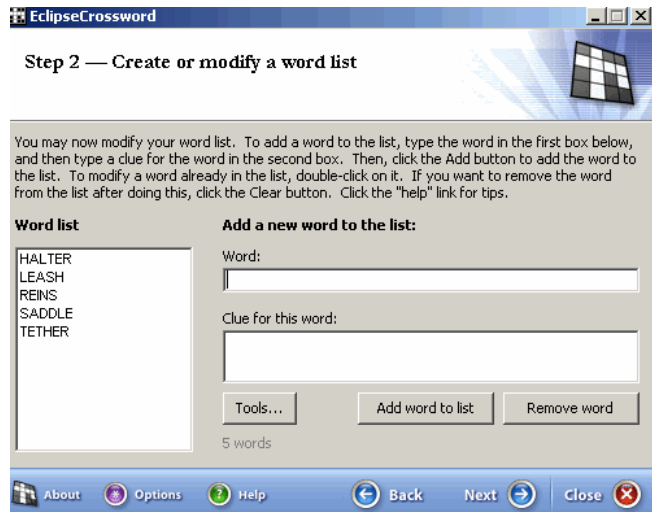 EclipseCrossword
Step 2 — Create or modify a word list
You may now modify your word list. To add a word to the list, type the word in the first box below,
and then type a clue for the word in the second box. Then, click the Add button to add the word to
the list. To modify a word already in the list, double-click on it. If you want to remove the word
from the list after doing this, click the Clear button. Click the "help" link for tips.
Word list
HALTER
LEASH
REINS
SADDLE
TETHER
Add a new word to the list:
Word:
Clue for this word:
Tools...
Add word to list
Remove word
5 words
About
Options
Help
Back
Next
Close